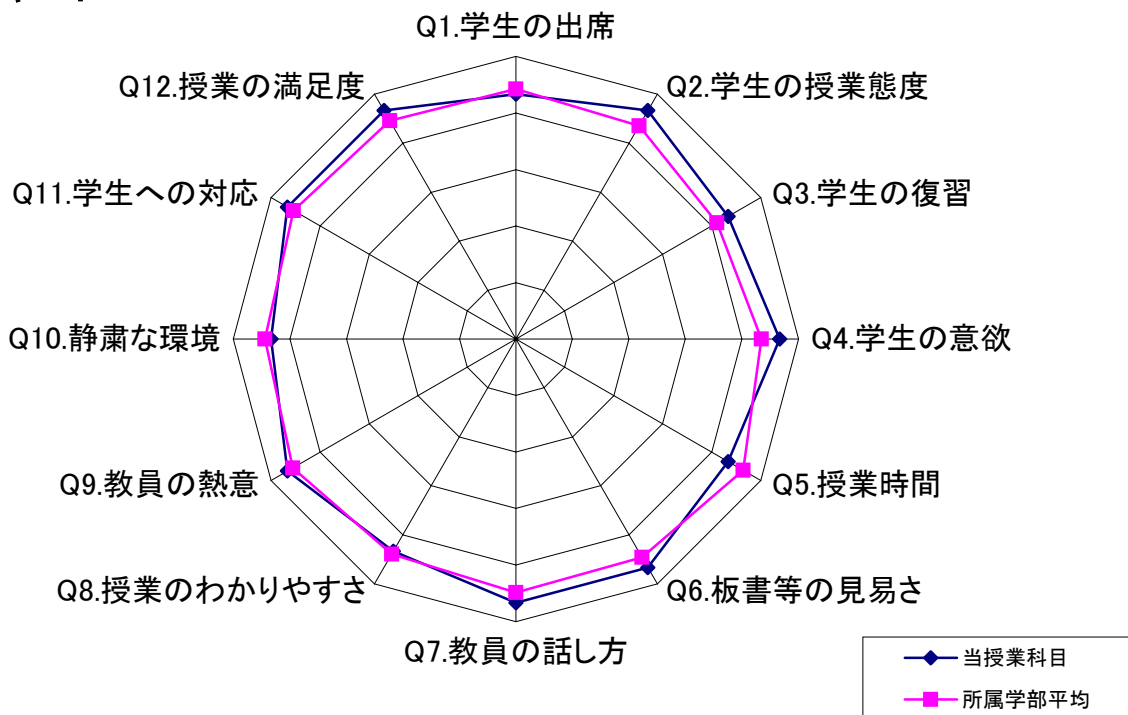 Q1.学生の出席
Q2.学生の授業態度
Q3.学生の復習
Q4.学生の意欲
Q5.授業時間
Q6.板書等の見易さ
Q7.教員の話し方
Q8.授業のわかりやすさ
Q9.教員の熱意
Q10.静粛な環境
Q11.学生への対応
Q12.授業の満足度
当授業科目
所属学部平均